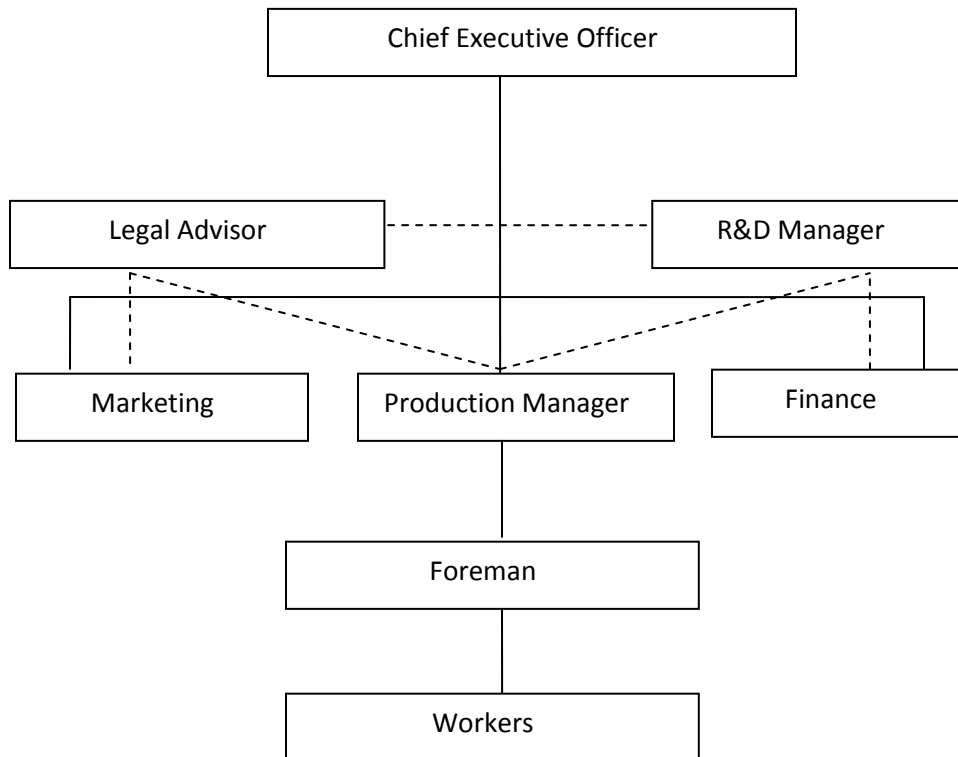 Chief Executive Officer
Legal Advisor
R&D Manager
Marketing
Production Manager
Finance
Foreman
Workers